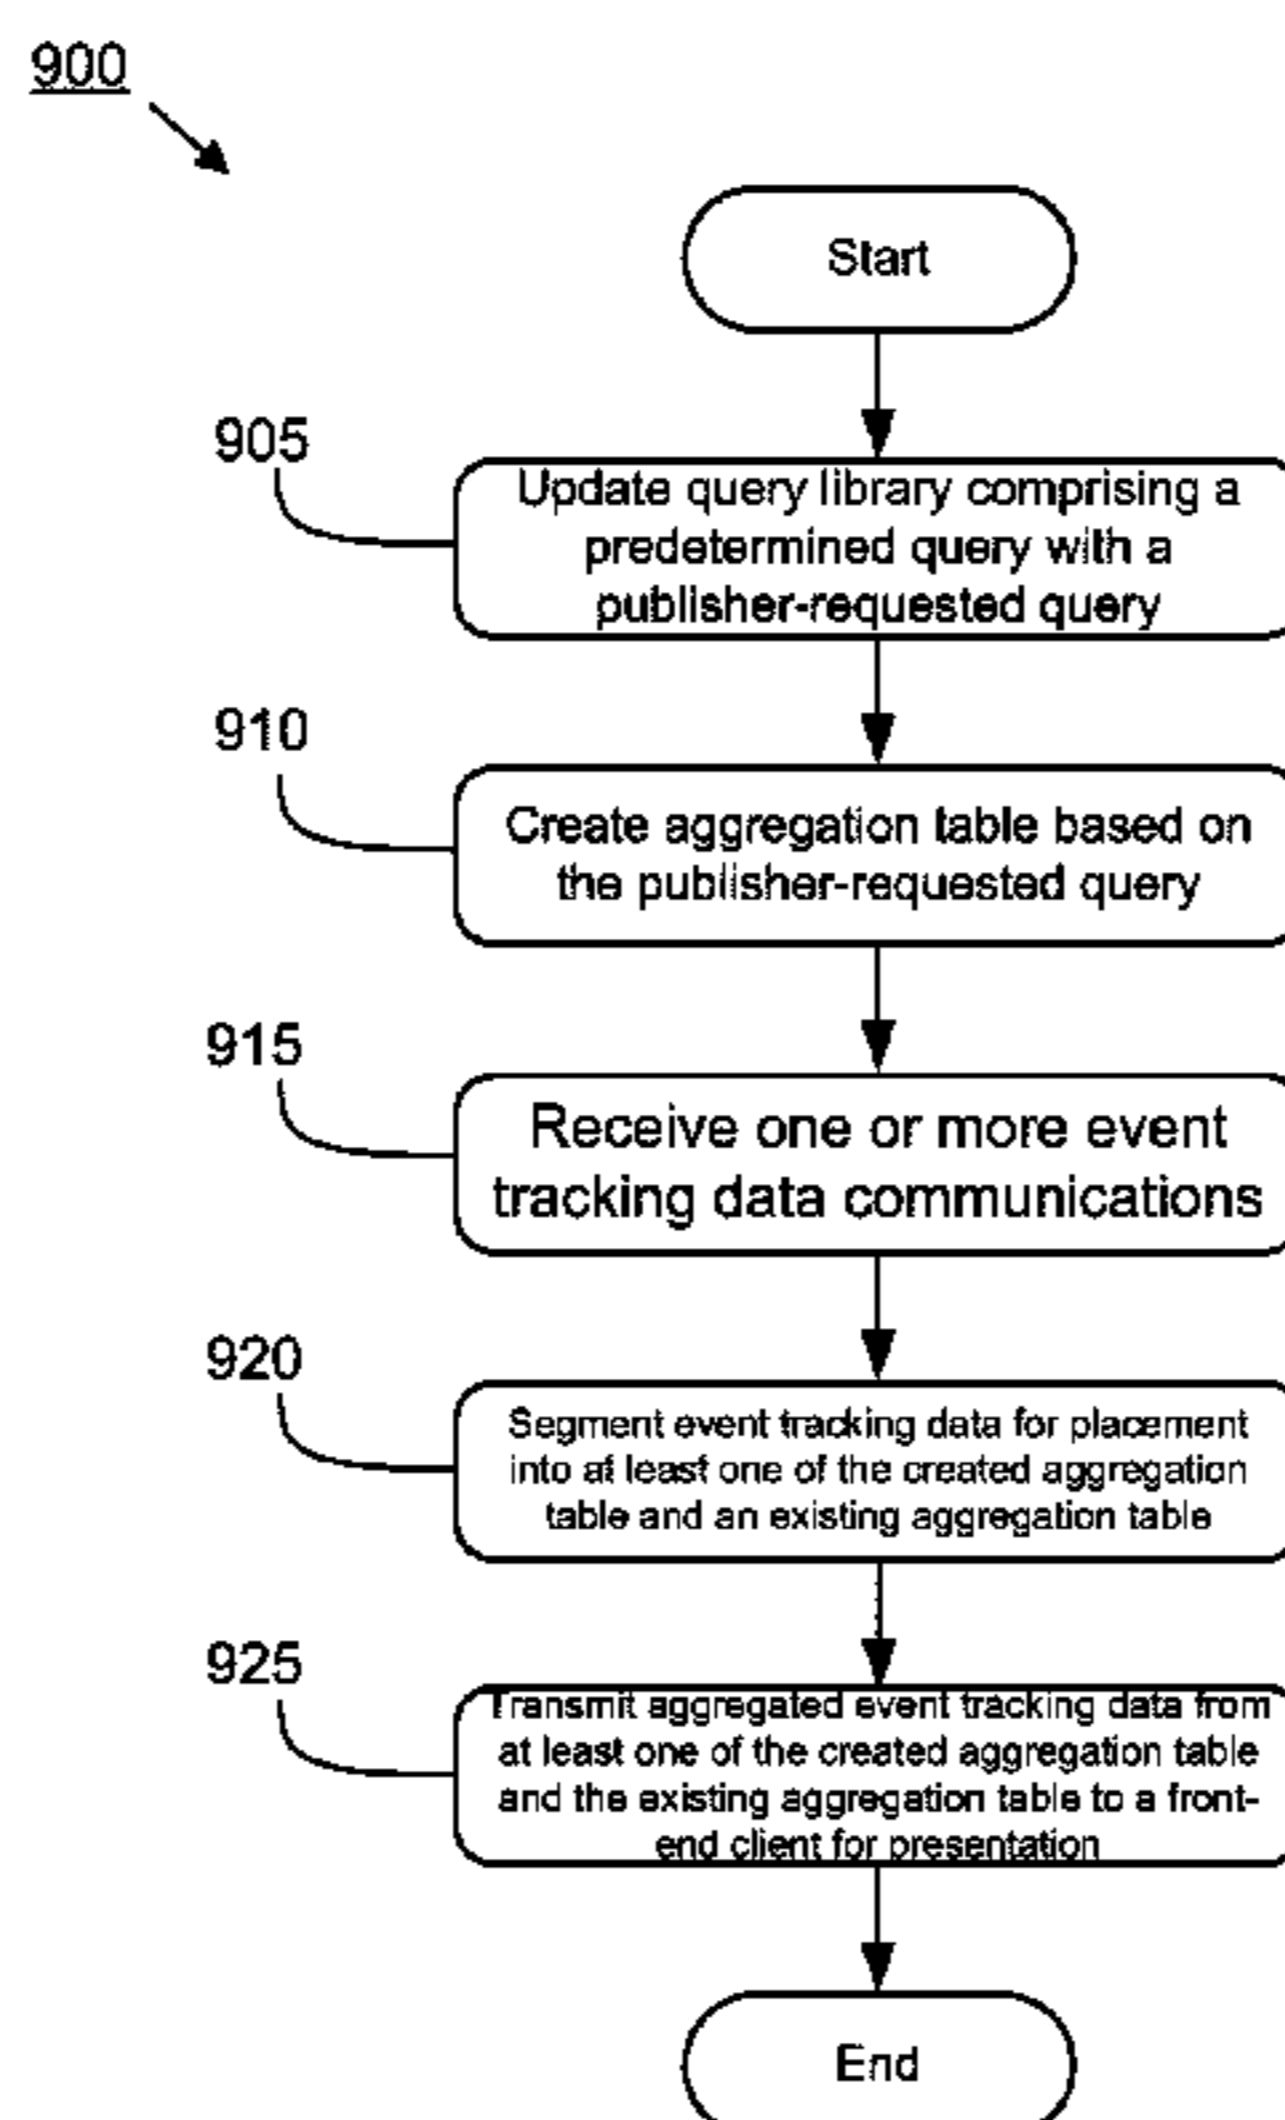 900
Start
905
Update query library comprising a
predetermined query with a
publisher-requested query
910
Create aggregation table based on
the publisher-requested query
915
Receive one or more event
tracking data communications
920
Segment event tracking data for placement
into at least one of the created aggregation
table and an existing aggregation table
925
Transmit aggregated event tracking data from
at least one of the created aggregation table
and the existing aggregation table to a front-
end client for presentation
End